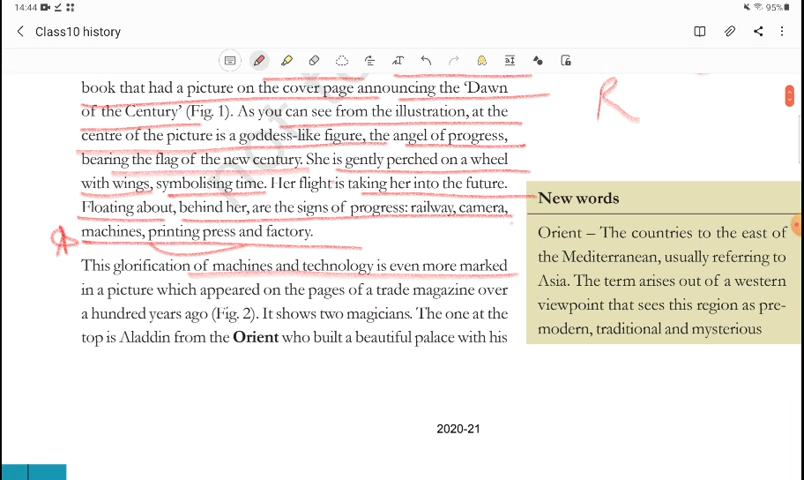 14:44
95%
Class10 history
book that had a picture on the cover page announcing the ‘Dawn
of the Century’ (Fig. 1). As you can see from the illustration, at the
centre of the picture is a goddess-like figure, the angel of progress,
bearing the flag of the new century. She is gently perched on a wheel
with wings, symbolising time. Her flight is taking her into the future.
Floating about, behind her, are the signs of progress: railway, camera,
machines, printing press and factory.
This glorification of machines and technology is even more marked
in a picture which appeared on the pages of a trade magazine over
a hundred years ago (Fig. 2). It shows two magicians. The one at the
top is Aladdin from the Orient who built a beautiful palace with his
R
New words
Orient – The countries to the east of
the Mediterranean, usually referring to
Asia. The term arises out of a western
viewpoint that sees this region as pre-
modern, traditional and mysterious
2020-21